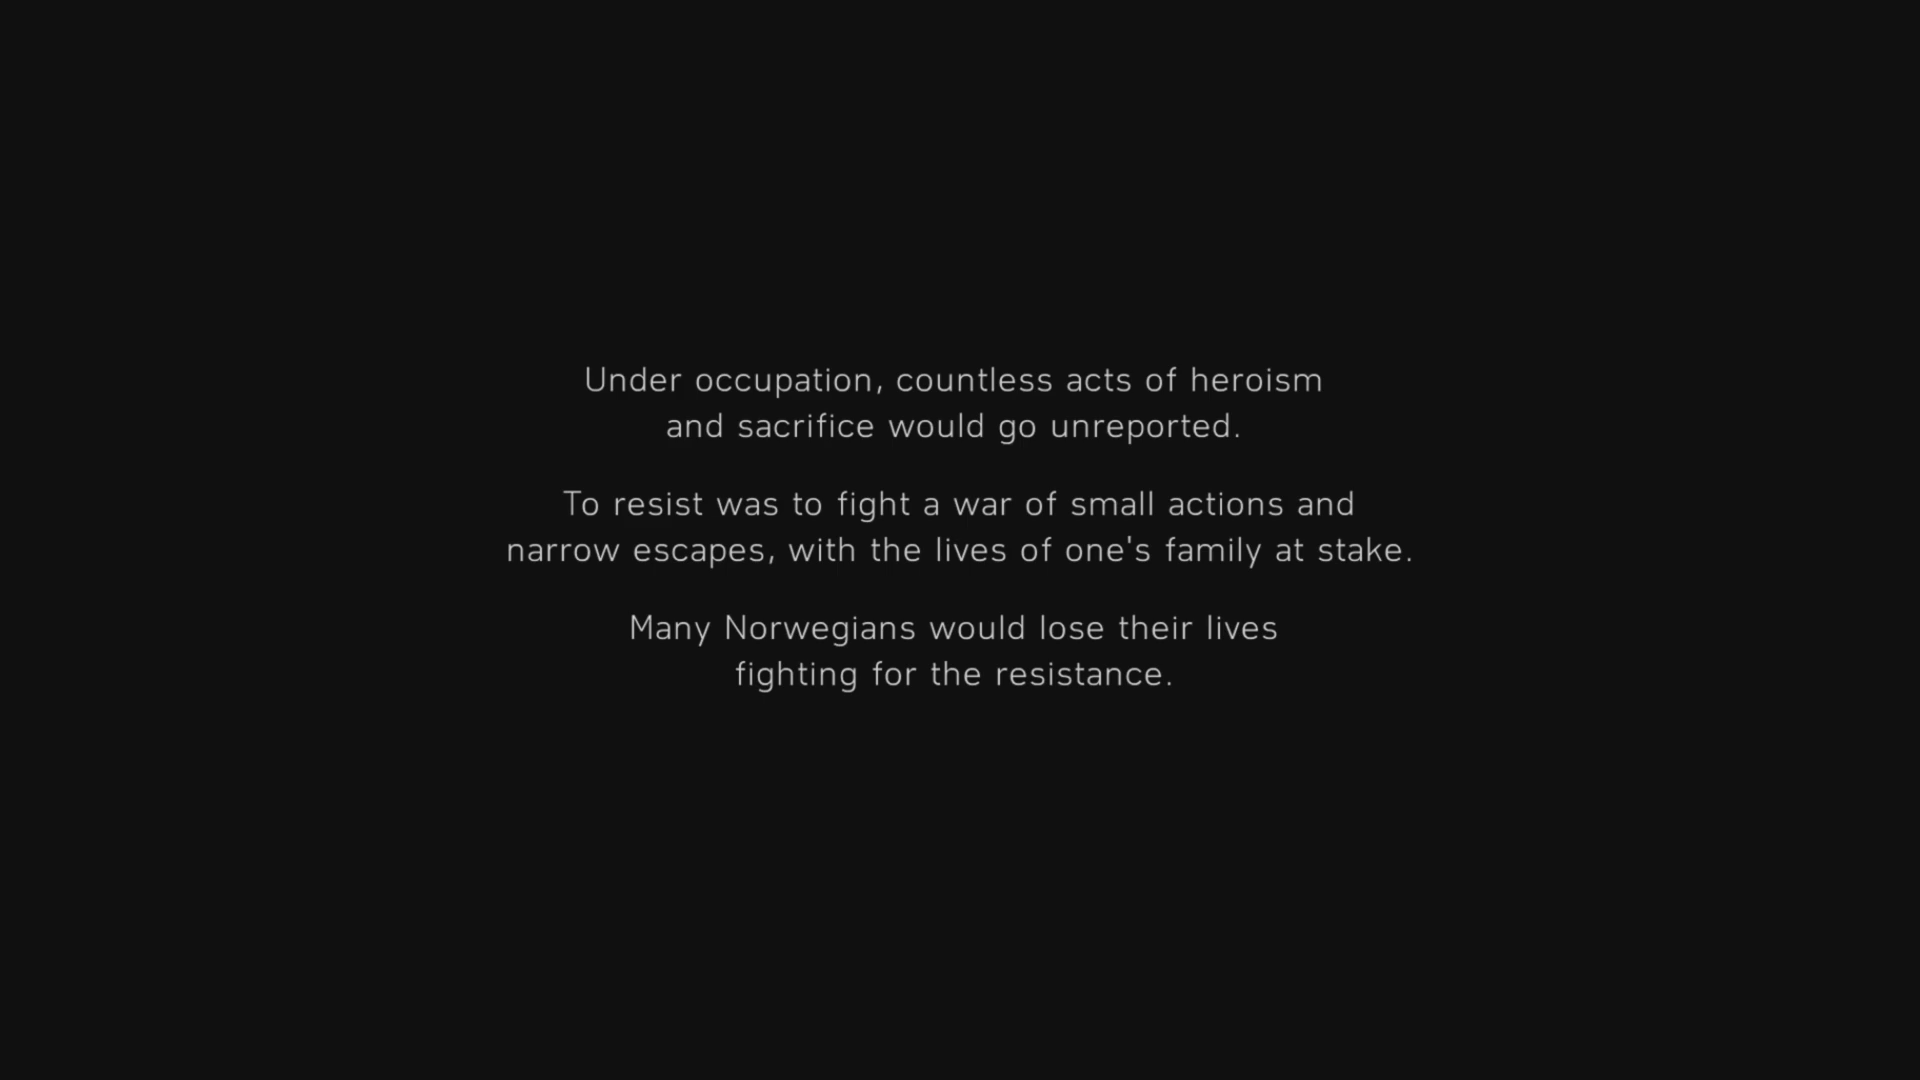 Under occupation, countless acts of heroism
and sacrifice would go unreported.
To resist was to fight a war of small actions and
narrow escapes, with the lives of one's family at stake.
Many Norwegians would lose their lives
fighting for the resistance.